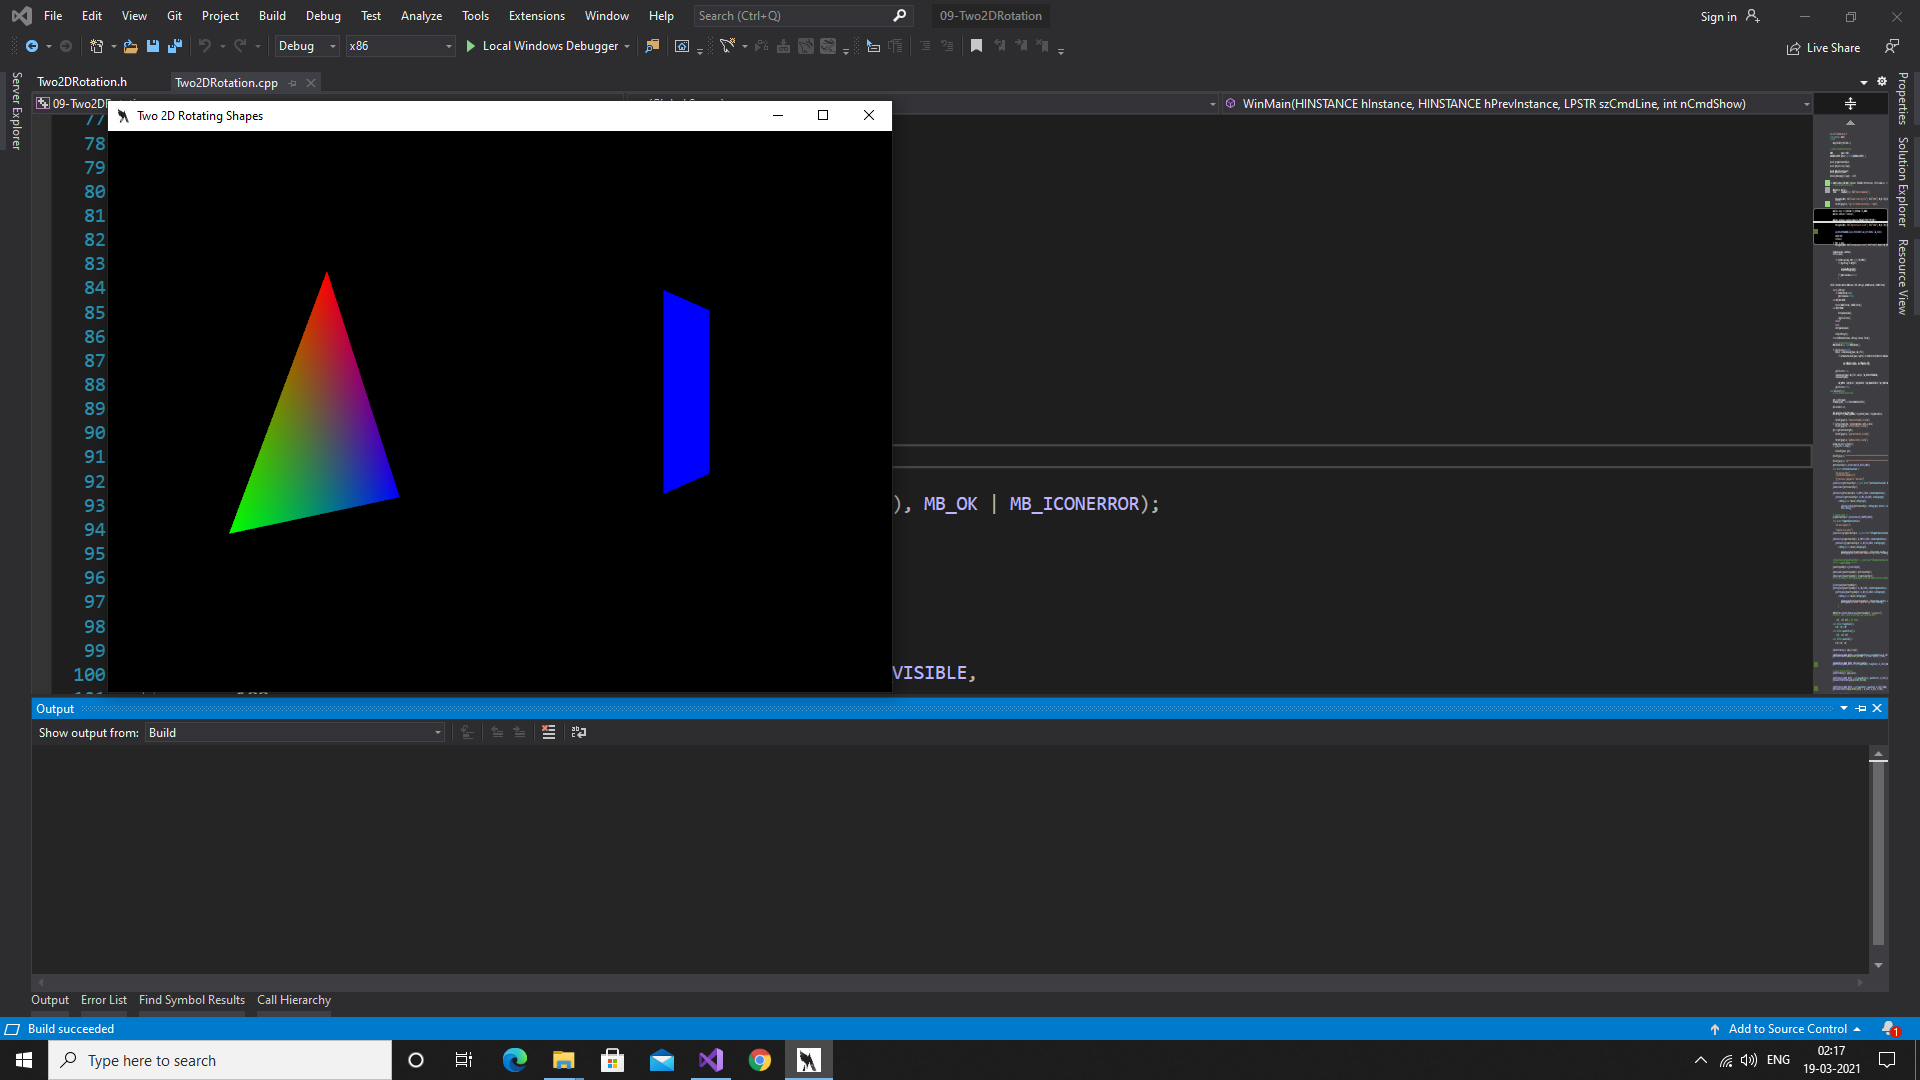 File Edit View Git Project Build Debug Test Analyze Tools Extensions Window Help Search (Ctrl+Q) 09-Two2DRotation Sign in
Debug x86 Local Windows Debugger Live Share
Server Explorer
Two2DRotation.h Two2DRotation.cpp
WinMain(HINSTANCE hInstance, HINSTANCE hPrevInstance, LPSTR szCmdLine, int nCmdShow)
Two 2D Rotating Shapes
77
78
79
80
81
82
83
84
85
86
87
88
89
90
91
92
93 ), MB_OK | MB_ICONERROR);
94
95
96
97
98
99
100 VISIBLE,
Properties
Solution Explorer
Resource View
Output
Show output from: Build
Output Error List Find Symbol Results Call Hierarchy
Build succeeded Add to Source Control 1
Type here to search ENG 02:17
19-03-2021